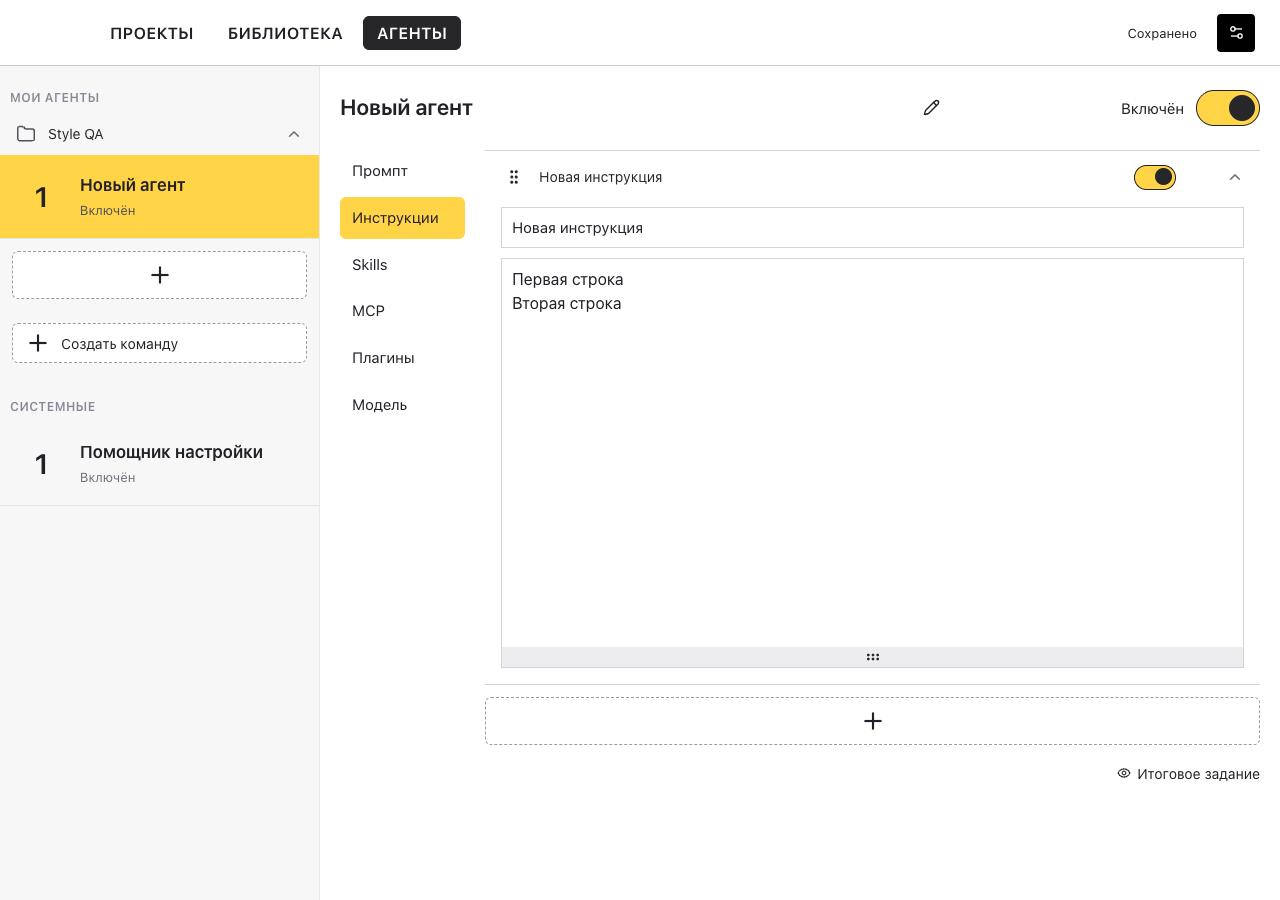 ПРОЕКТЫ БИБЛИОТЕКА АГЕНТЫ
Сохранено
МОИ АГЕНТЫ
Style QA
1
Новый агент
Включён
Создать команду
СИСТЕМНЫЕ
1
Помощник настройки
Включён
Новый агент
Включён
Промпт
Инструкции
Skills
MCP
Плагины
Модель
Новая инструкция
Новая инструкция
Первая строка
Вторая строка
Итоговое задание